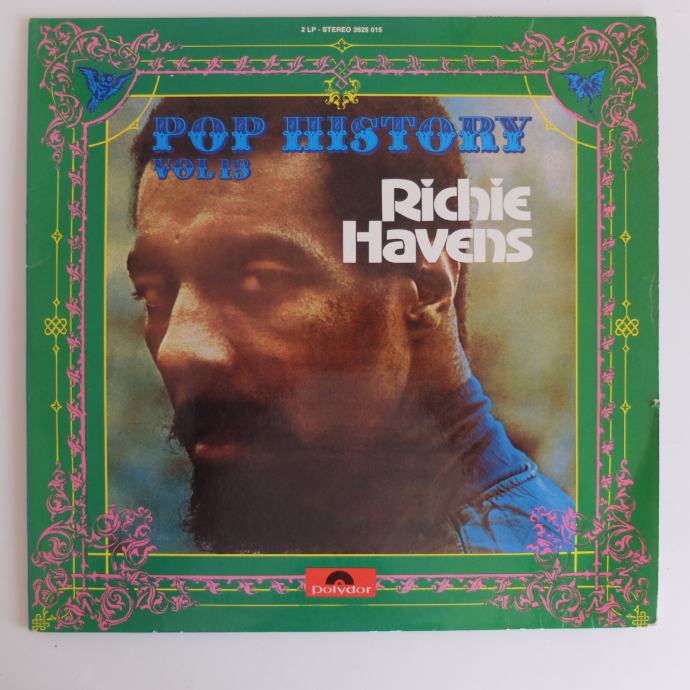 2 LP - STEREO 2625 015
POP HISTORY
VOL 13
Richie
Havens
polydor